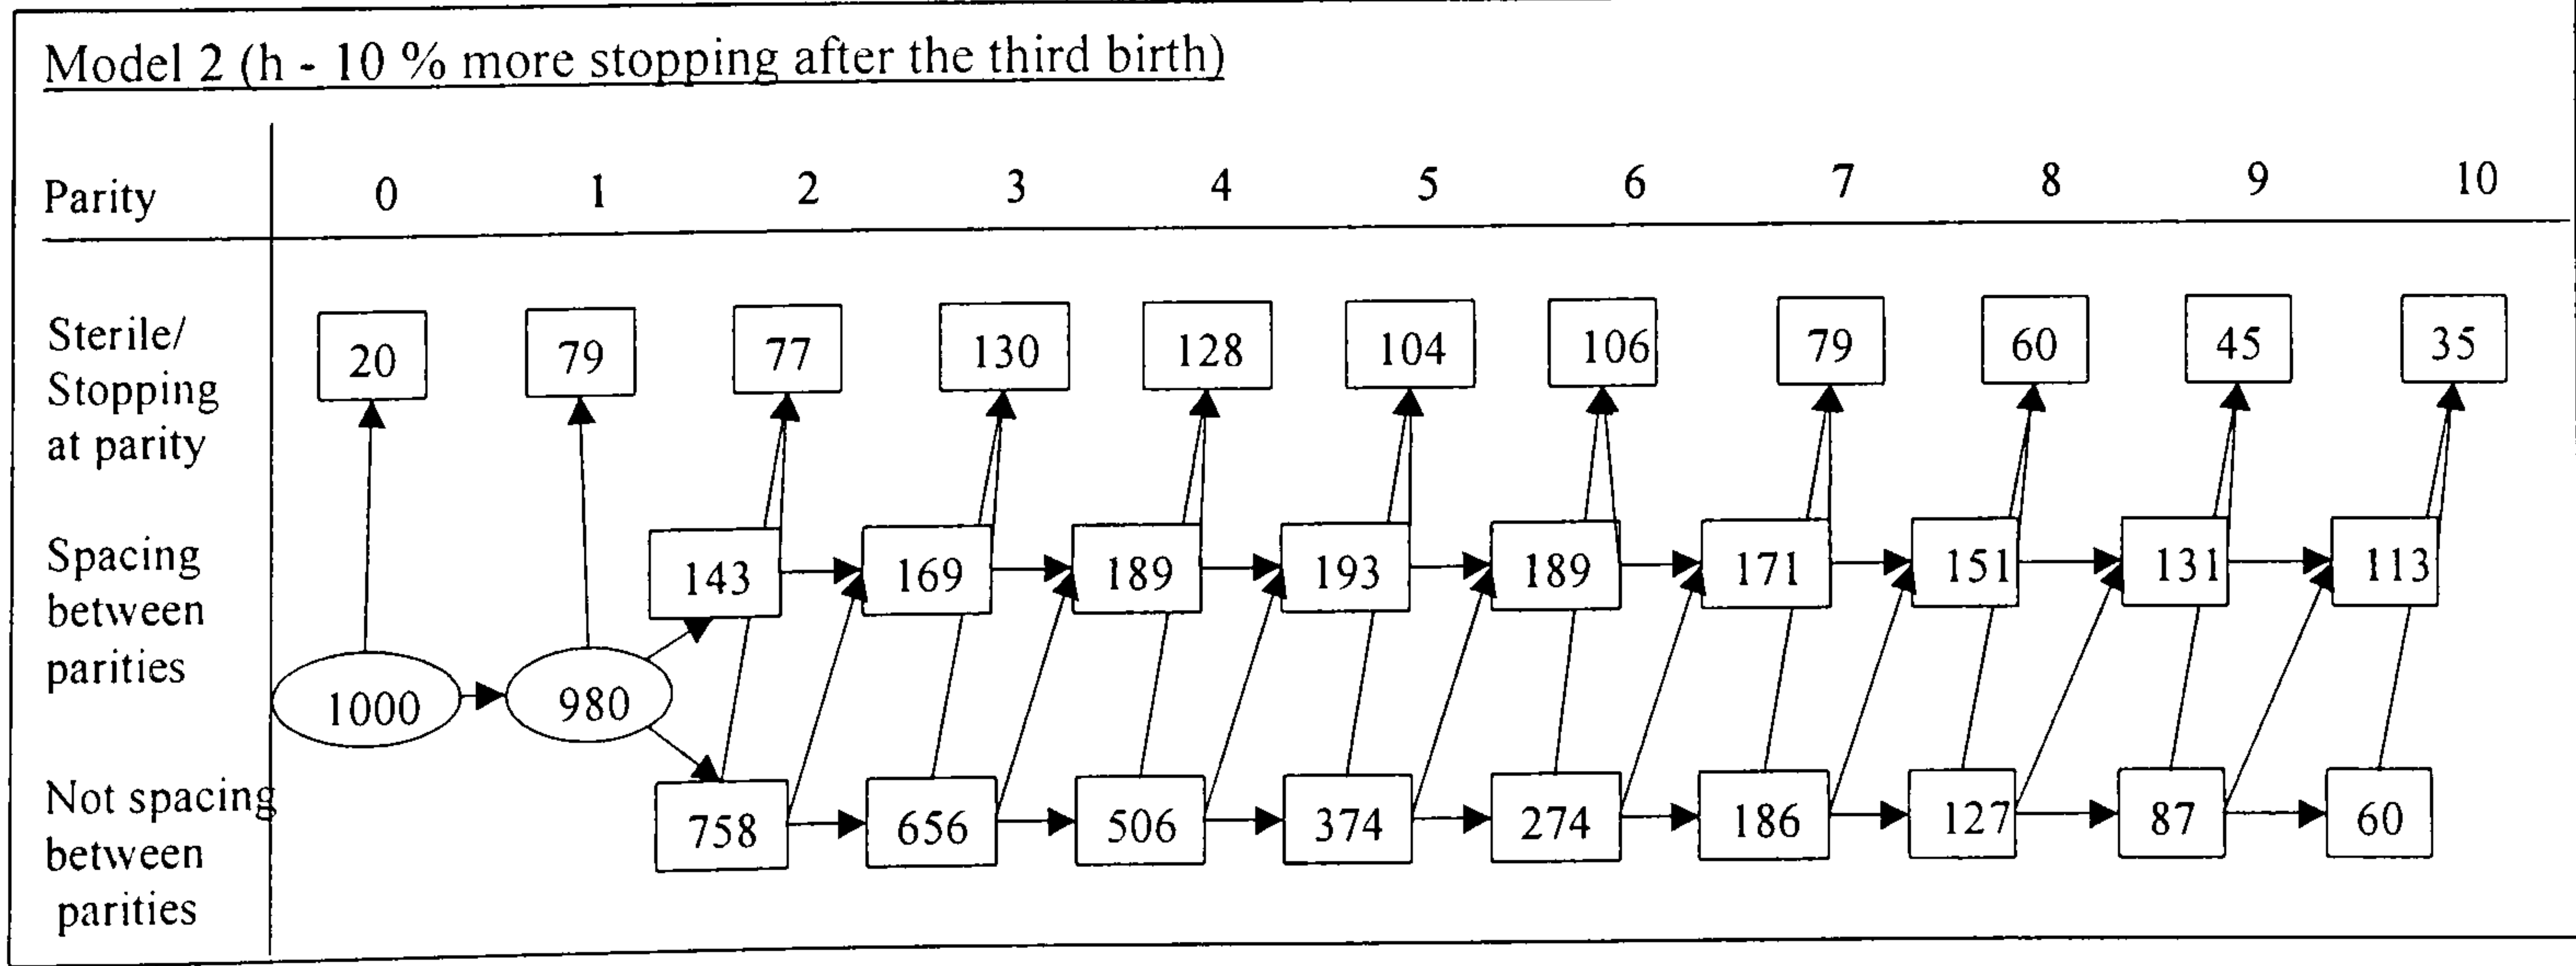 Model 2 (h - 10 % more stopping after the third birth)
Parity 0 1 2 3 4 5 6 7 8 9 10
Sterile/
Stopping
at parity
20 79 77 130 128 104 106 79 60 45 35
Spacing
between
parities
143 169 189 193 189 171 151 131 113
1000 980
Not spacing
between
parities
758 656 506 374 274 186 127 87 60